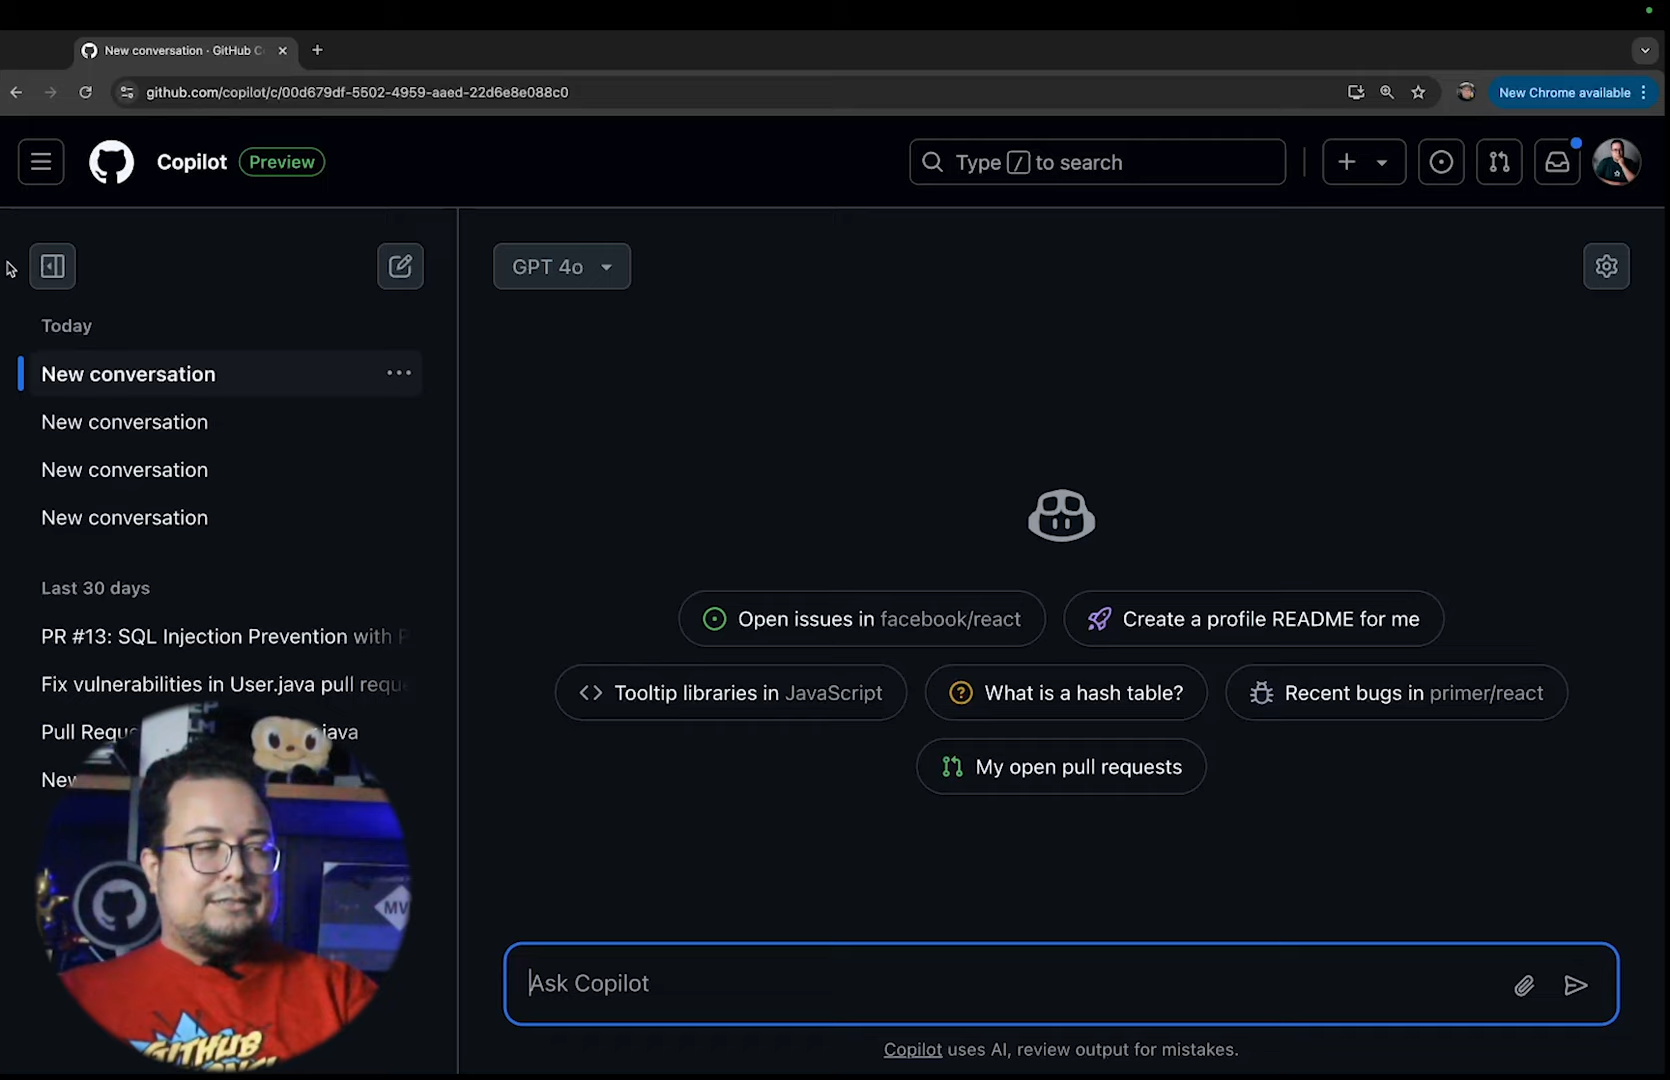 New conversation · GitHub C
github.com/copilot/c/00d679df-5502-4959-aaed-22d6e8e088c0
New Chrome available
Copilot
Preview
Type / to search
GPT 4o
Today
New conversation
New conversation
New conversation
New conversation
Last 30 days
PR #13: SQL Injection Prevention with P
Fix vulnerabilities in User.java pull requ
Pull Reque java
New
Open issues in facebook/react
Create a profile README for me
Tooltip libraries in JavaScript
What is a hash table?
Recent bugs in primer/react
My open pull requests
Ask Copilot
Copilot uses AI, review output for mistakes.
MV
GITHUB